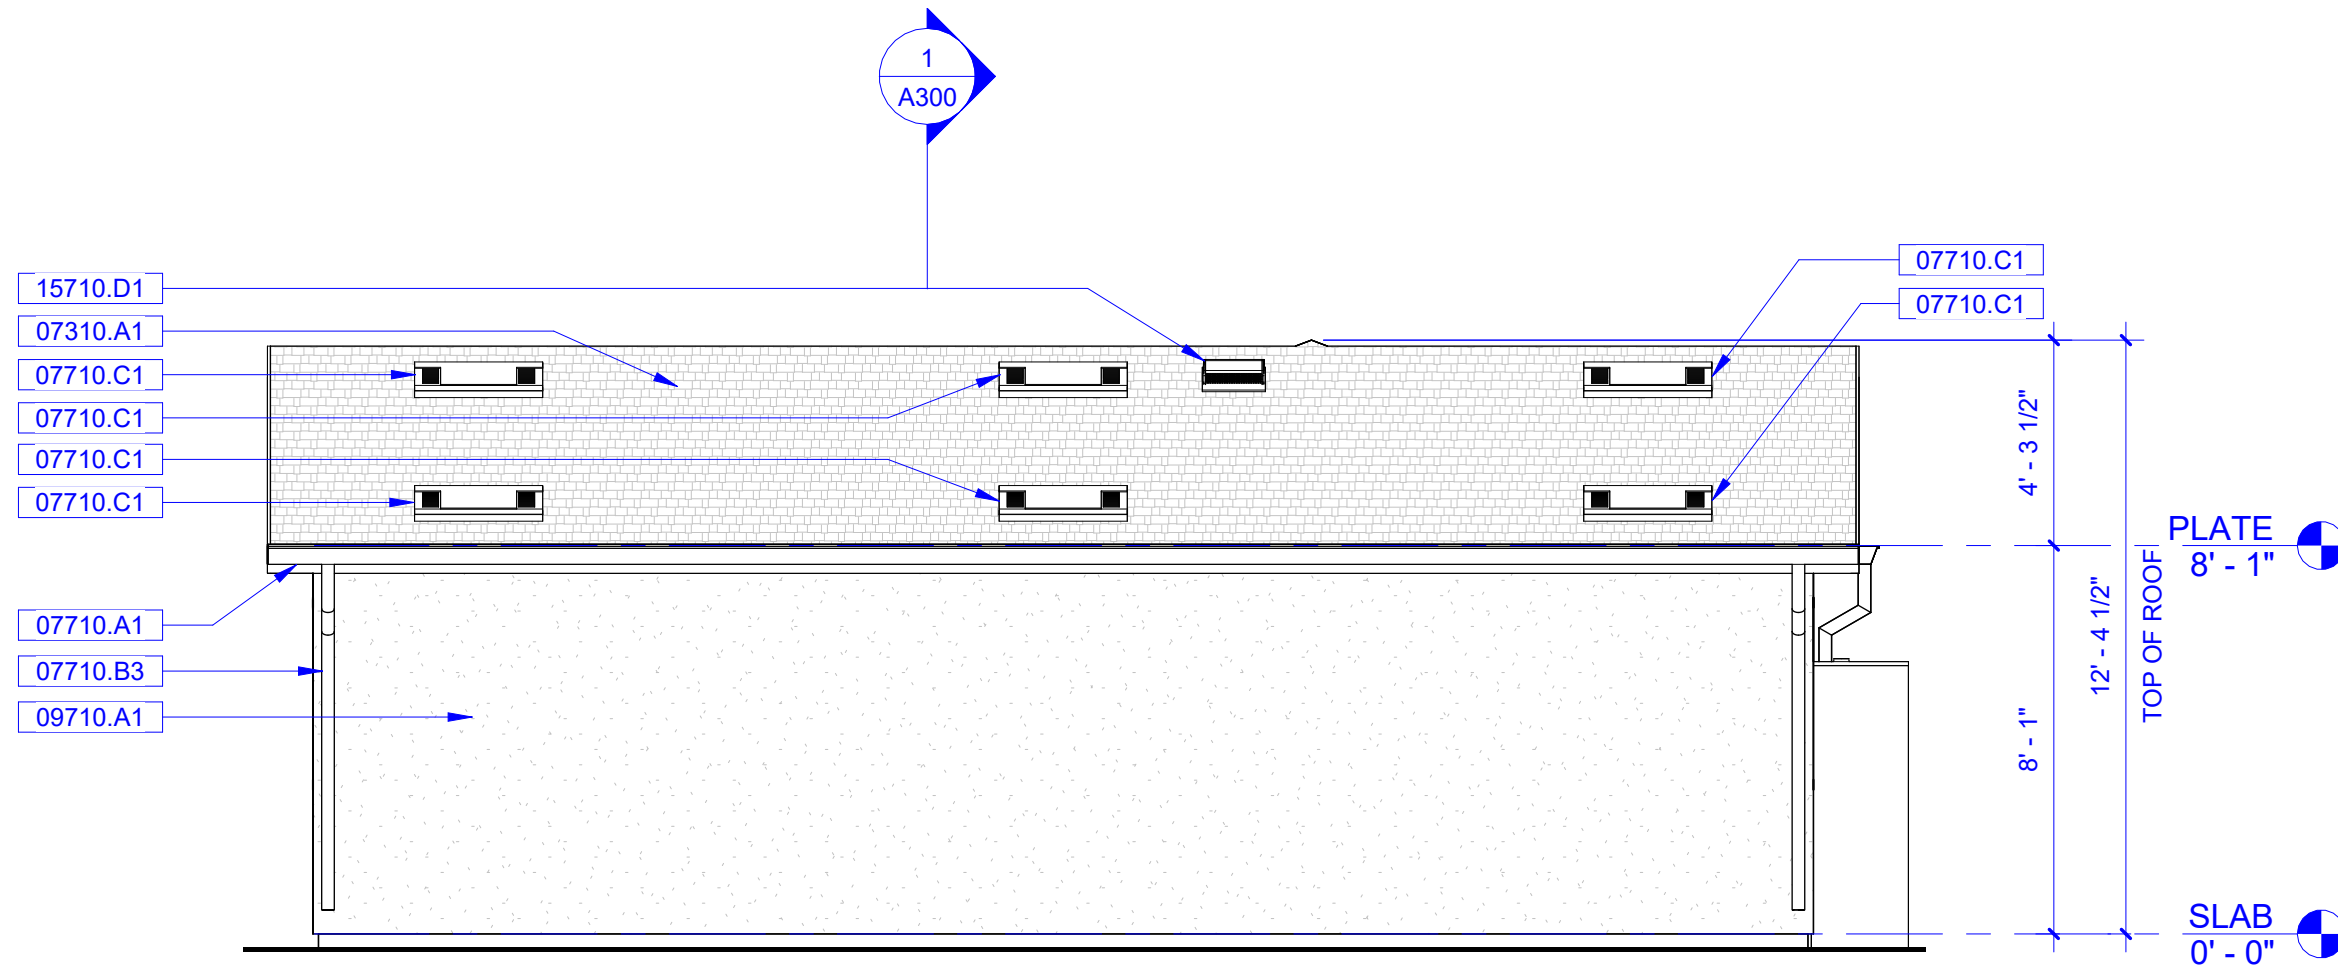 1
A300
15710.D1
07310.A1
07710.C1
07710.C1
07710.C1
07710.C1
07710.A1
07710.B3
09710.A1
07710.C1
07710.C1
4' - 3 1/2"
8' - 1"
12' - 4 1/2"
TOP OF ROOF
PLATE
8' - 1"
SLAB
0' - 0"